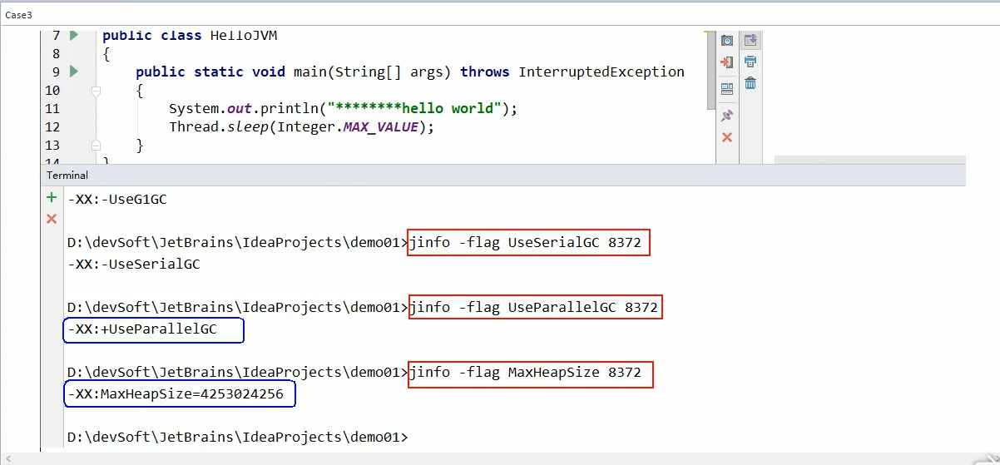 Case3
7 public class HelloJVM
8 {
9 public static void main(String[] args) throws InterruptedException
10 {
11 System.out.println("********hello world");
12 Thread.sleep(Integer.MAX_VALUE);
13 }
14 }
Terminal
-XX:-UseG1GC
D:\devSoft\JetBrains\IdeaProjects\demo01>jinfo -flag UseSerialGC 8372
-XX:-UseSerialGC
D:\devSoft\JetBrains\IdeaProjects\demo01>jinfo -flag UseParallelGC 8372
-XX:+UseParallelGC
D:\devSoft\JetBrains\IdeaProjects\demo01>jinfo -flag MaxHeapSize 8372
-XX:MaxHeapSize=4253024256
D:\devSoft\JetBrains\IdeaProjects\demo01>